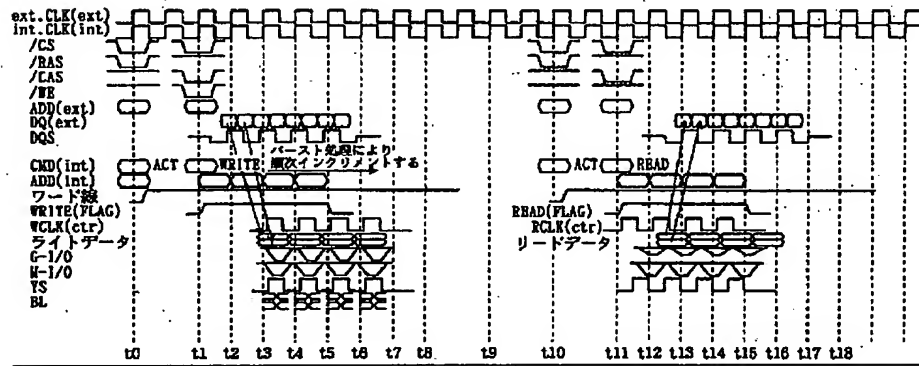 ext.CLK(ext)
int.CLK(int)
/CS
/RAS
/CAS
/WE
ADD(ext)
DQ(ext)
DQS
バースト処理により
順次インクリメントする
CMD(int) ACT WRITE ACT READ
ADD(int)
ワード線
WRITE(FLAG) READ(FLAG)
WCLK(ctr) RCLK(ctr)
ライトデータ リードデータ
G-I/O
M-I/O
YS
BL
t0 t1 t2 t3 t4 t5 t6 t7 t8 t9 t10 t11 t12 t13 t14 t15 t16 t17 t18